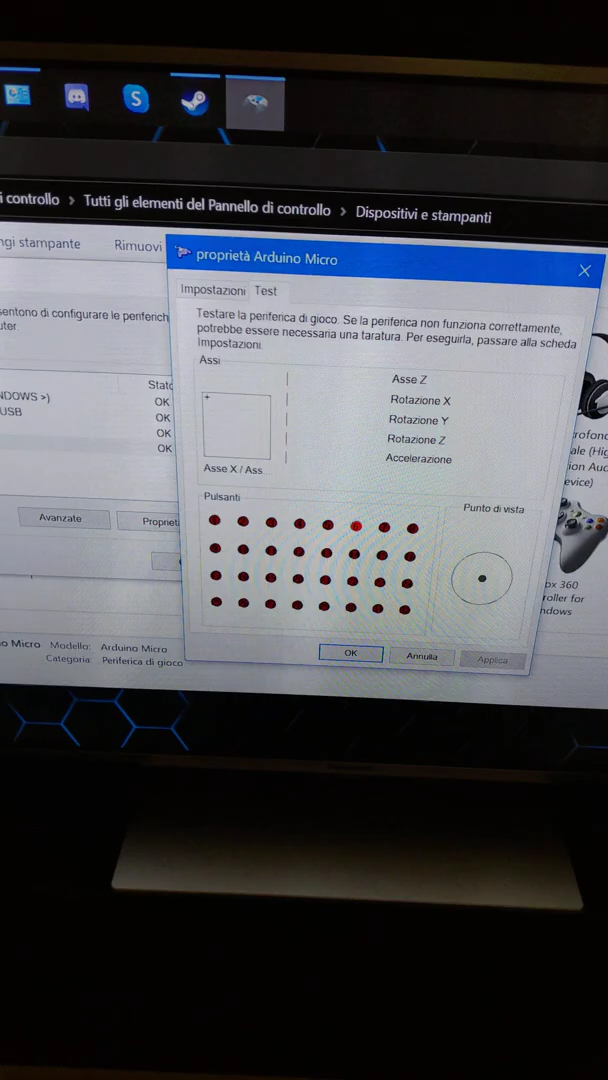 i controllo > Tutti gli elementi del Pannello di controllo > Dispositivi e stampanti
ngi stampante Rimuovi
proprietà Arduino Micro
Impostazioni Test
sentono di configurare le periferich
uter.
Testare la periferica di gioco. Se la periferica non funziona correttamente,
potrebbe essere necessaria una taratura. Per eseguirla, passare alla scheda
Impostazioni.
Assi
Stato
NDOWS >) OK
USB OK
OK
OK
Asse Z
Rotazione X
Rotazione Y
Rotazione Z
Accelerazione
Asse X / Ass
Avanzate
Propriet
Pulsanti
Punto di vista
OK
Annulla
Applica
rofono
ale (Hig
ion Aud
evice)
ox 360
roller for
ndows
no Micro Modello: Arduino Micro
Categoria: Periferica di gioco